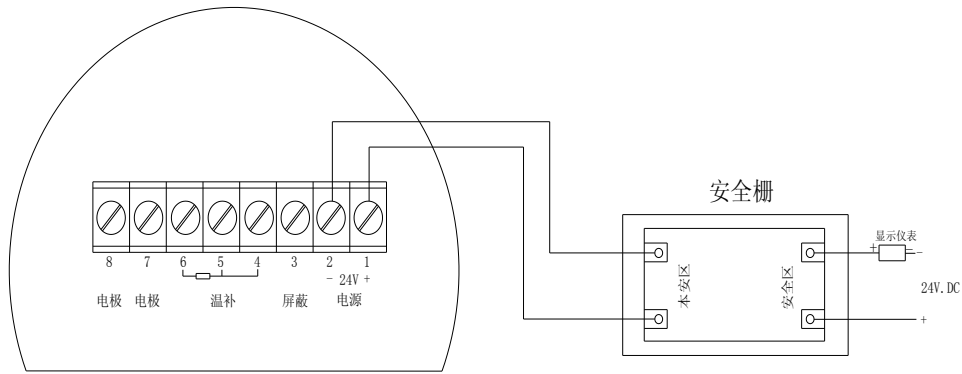 安全栅
显示仪表
+ - -
本安区
安全区
24V.DC
+
8 7 6 5 4 3 2 1
- 24V +
电极 电极 温补 屏蔽 电源